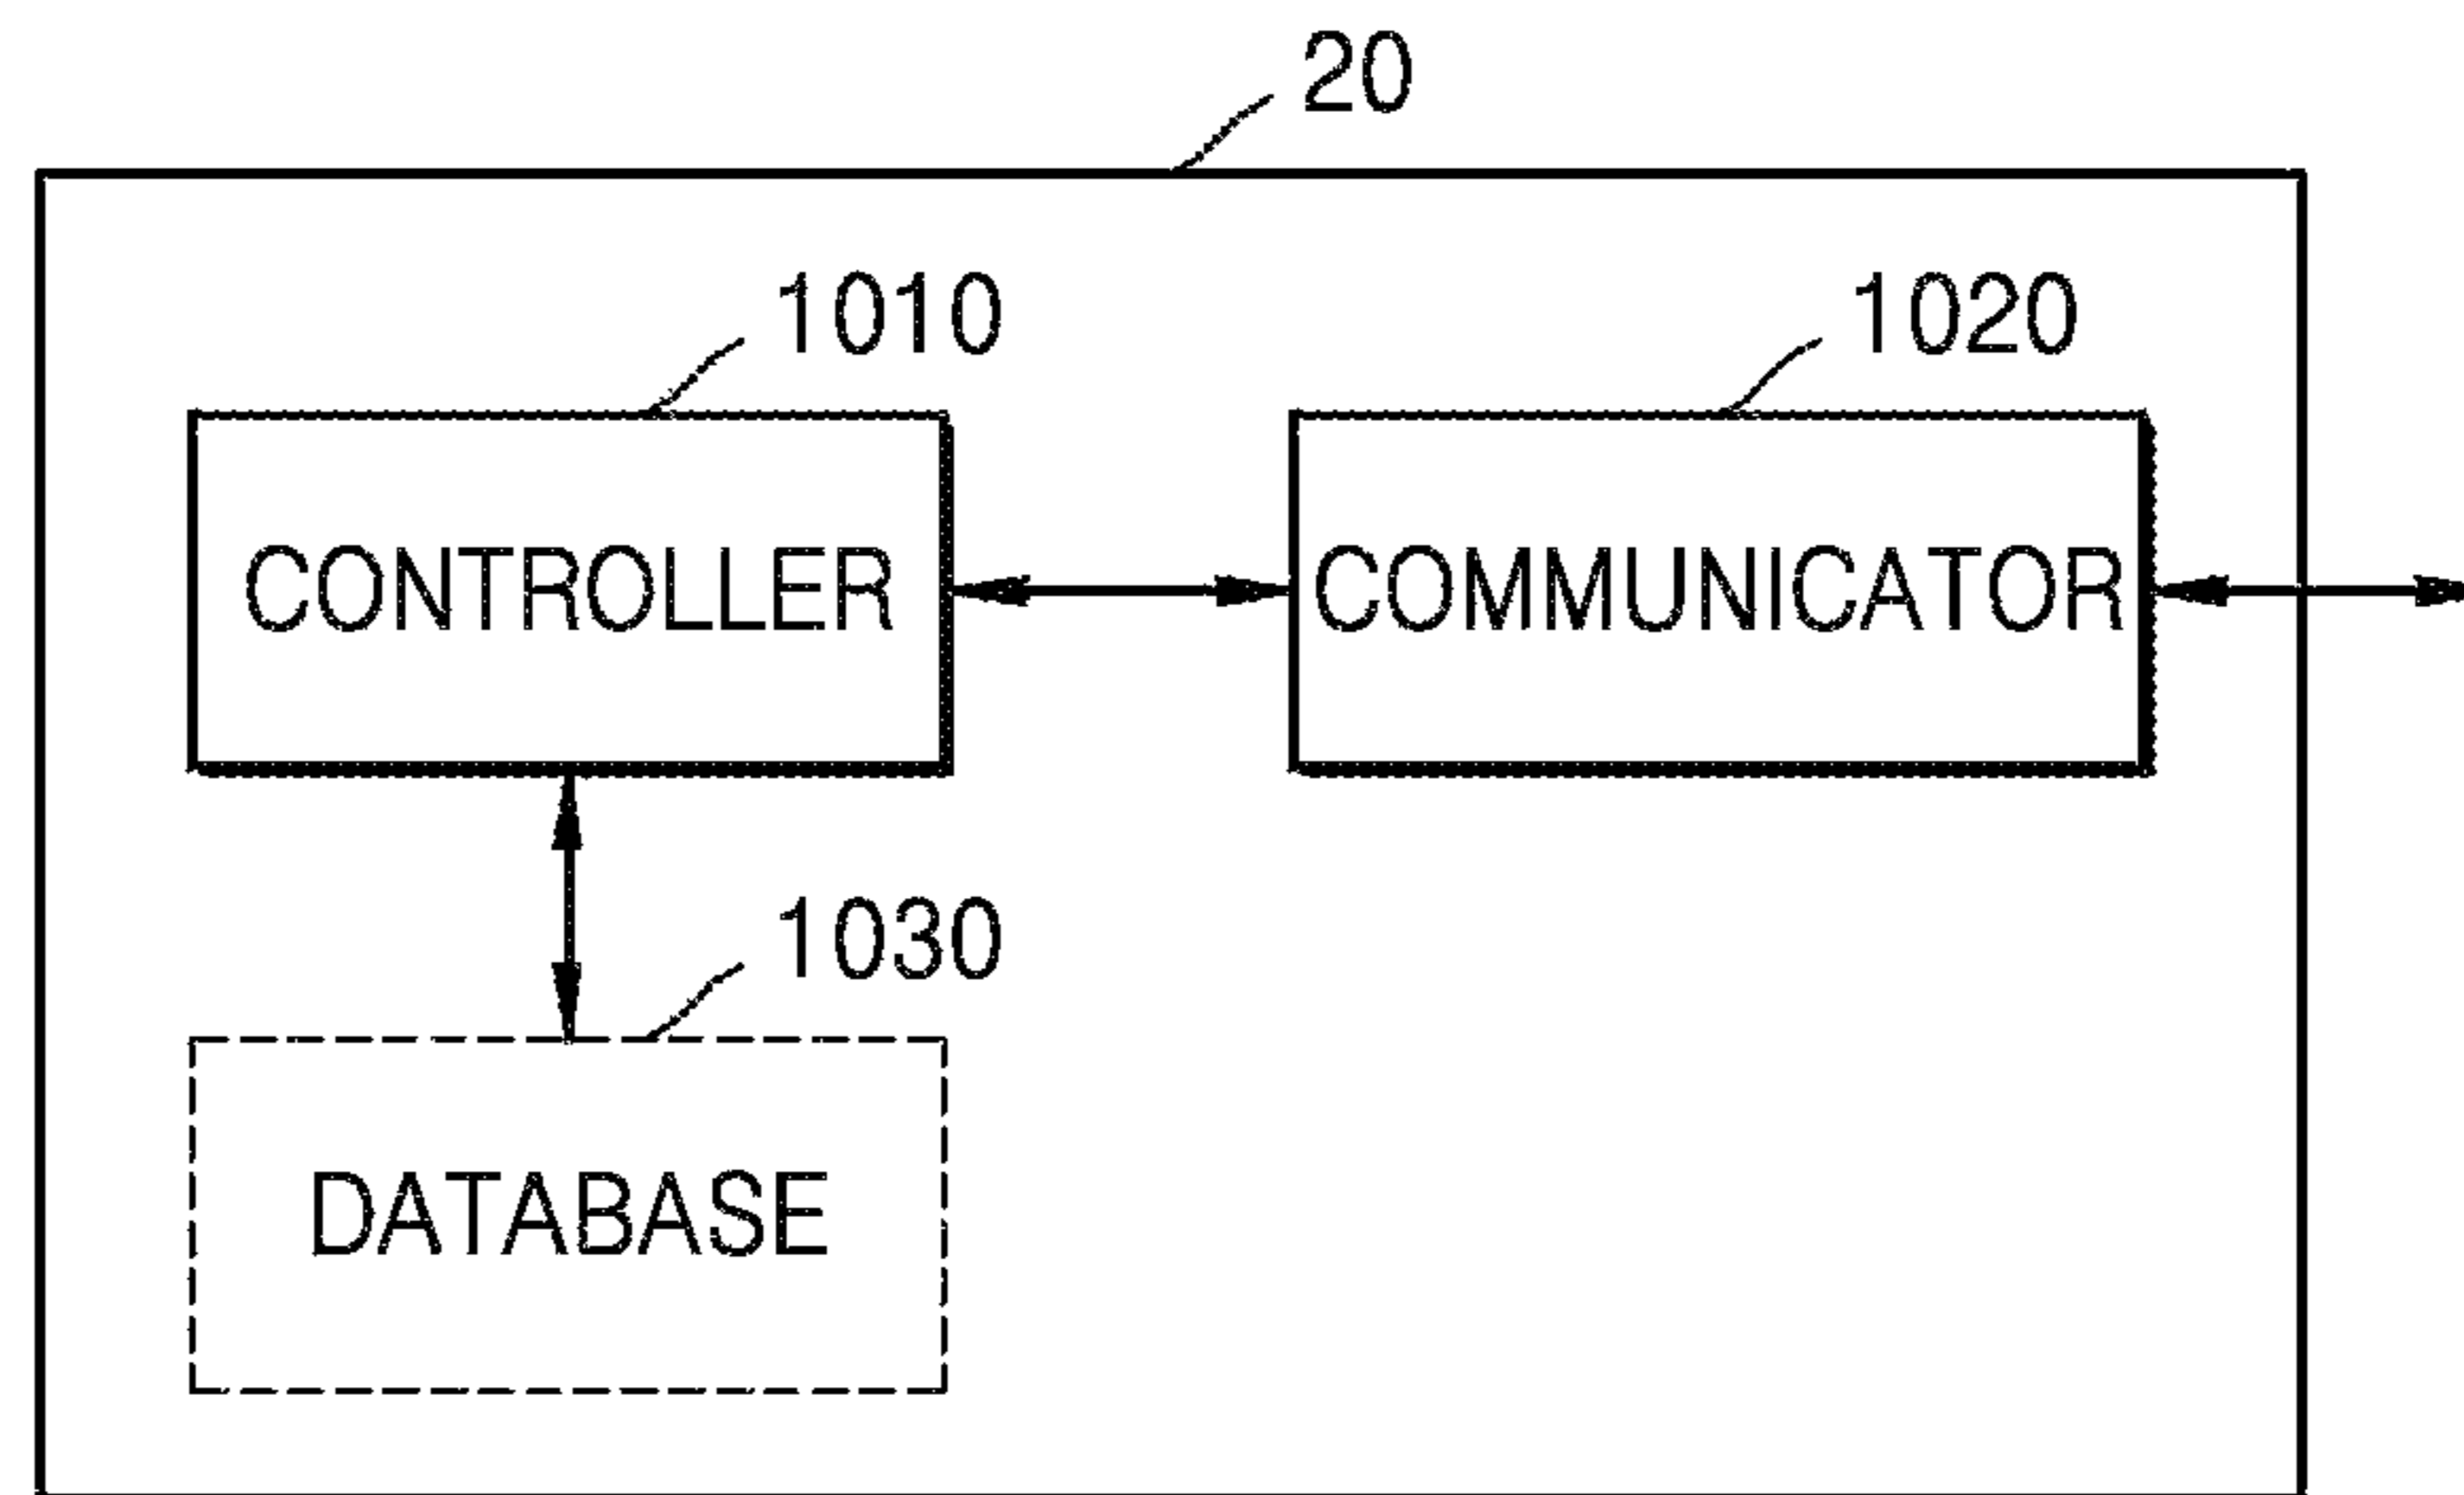 20
1010
1020
CONTROLLER
COMMUNICATOR
1030
DATABASE